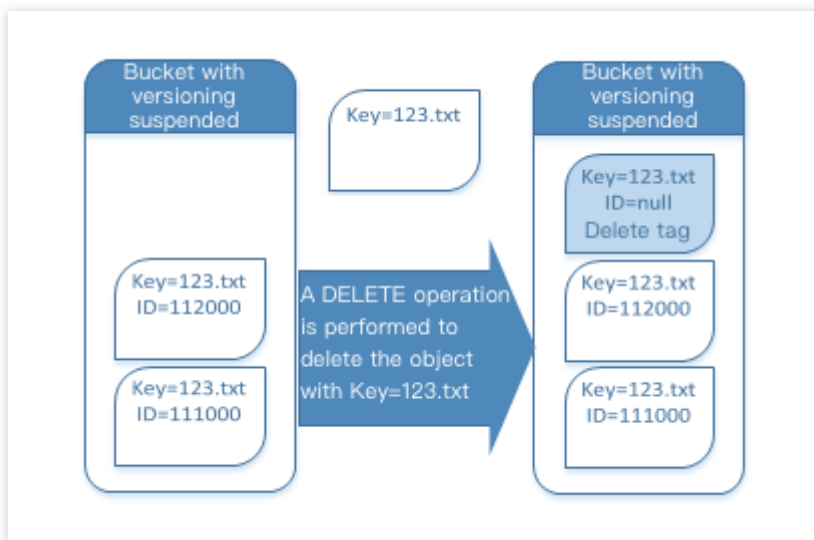 Bucket with
versioning
suspended
Key=123.txt
ID=112000
Key=123.txt
ID=111000
Key=123.txt
A DELETE operation
is performed to
delete the object
with Key=123.txt
Bucket with
versioning
suspended
Key=123.txt
ID=null
Delete tag
Key=123.txt
ID=112000
Key=123.txt
ID=111000